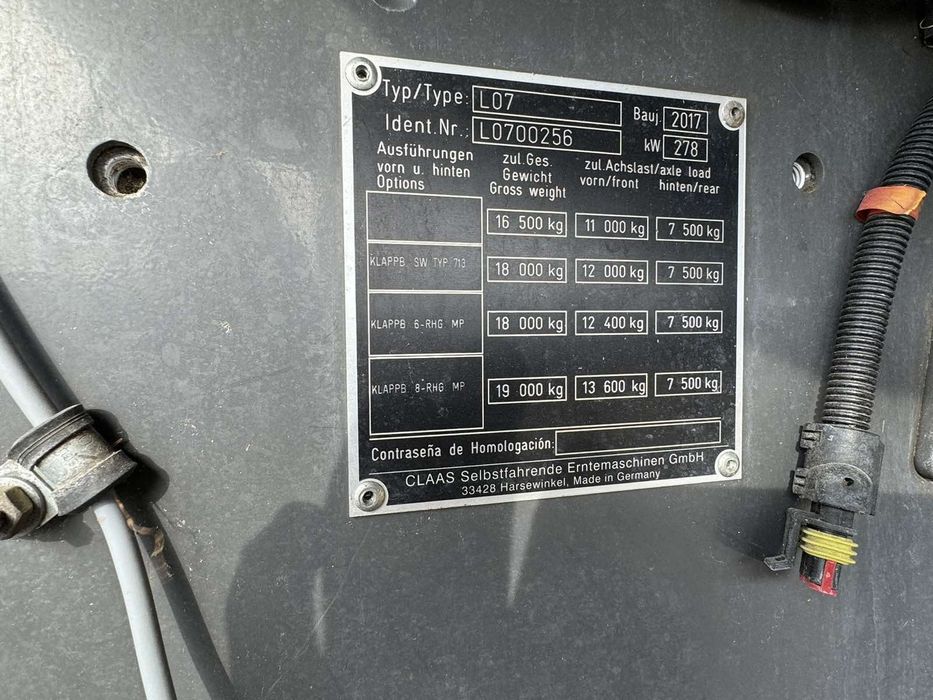 Typ/Type: L07 Bauj. 2017
Ident.Nr.: L0700256 kW 278
Ausführungen
vorn u. hinten
Options
zul.Ges.
Gewicht
Gross weight
zul.Achslast/axle load
vorn/front hinten/rear
16 500 kg 11 000 kg 7 500 kg
KLAPPB. SW TYP 713 18 000 kg 12 000 kg 7 500 kg
KLAPPB 6-RHG MP 18 000 kg 12 400 kg 7 500 kg
KLAPPB 8-RHG MP 19 000 kg 13 600 kg 7 500 kg
Contraseña de Homologación:
CLAAS Selbstfahrende Erntemaschinen GmbH
33428 Harsewinkel, Made in Germany